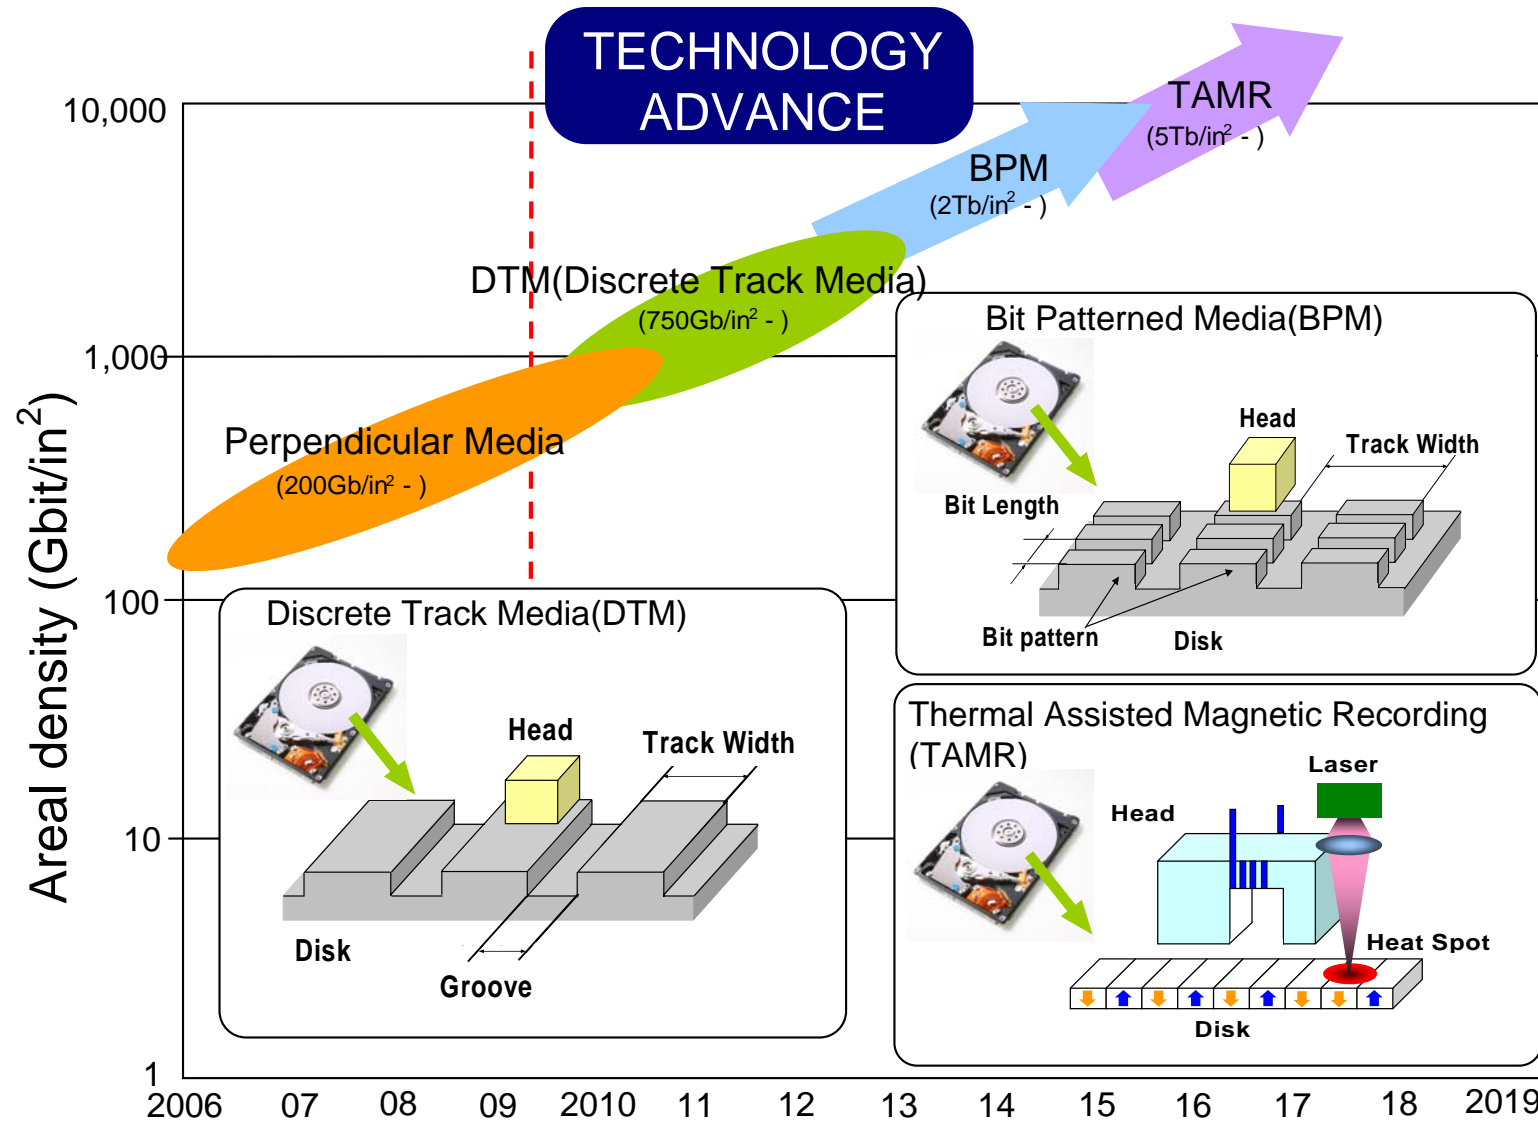 TECHNOLOGY
ADVANCE
TAMR
(5Tb/in² - )
BPM
(2Tb/in² - )
DTM(Discrete Track Media)
(750Gb/in² - )
Perpendicular Media
(200Gb/in² - )
Areal density (Gbit/in²)
10,000
1,000
100
10
1
2006 07 08 09 2010 11 12 13 14 15 16 17 18 2019
Bit Patterned Media(BPM)
Head
Track Width
Bit Length
Bit pattern
Disk
Discrete Track Media(DTM)
Head
Track Width
Disk
Groove
Thermal Assisted Magnetic Recording
(TAMR)
Laser
Head
Heat Spot
Disk